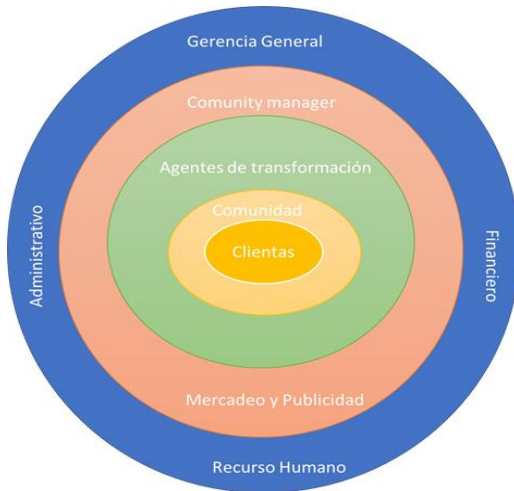 Gerencia General
Comunity manager
Agentes de transformación
Comunidad
Clientas
Administrativo
Financiero
Mercadeo y Publicidad
Recurso Humano